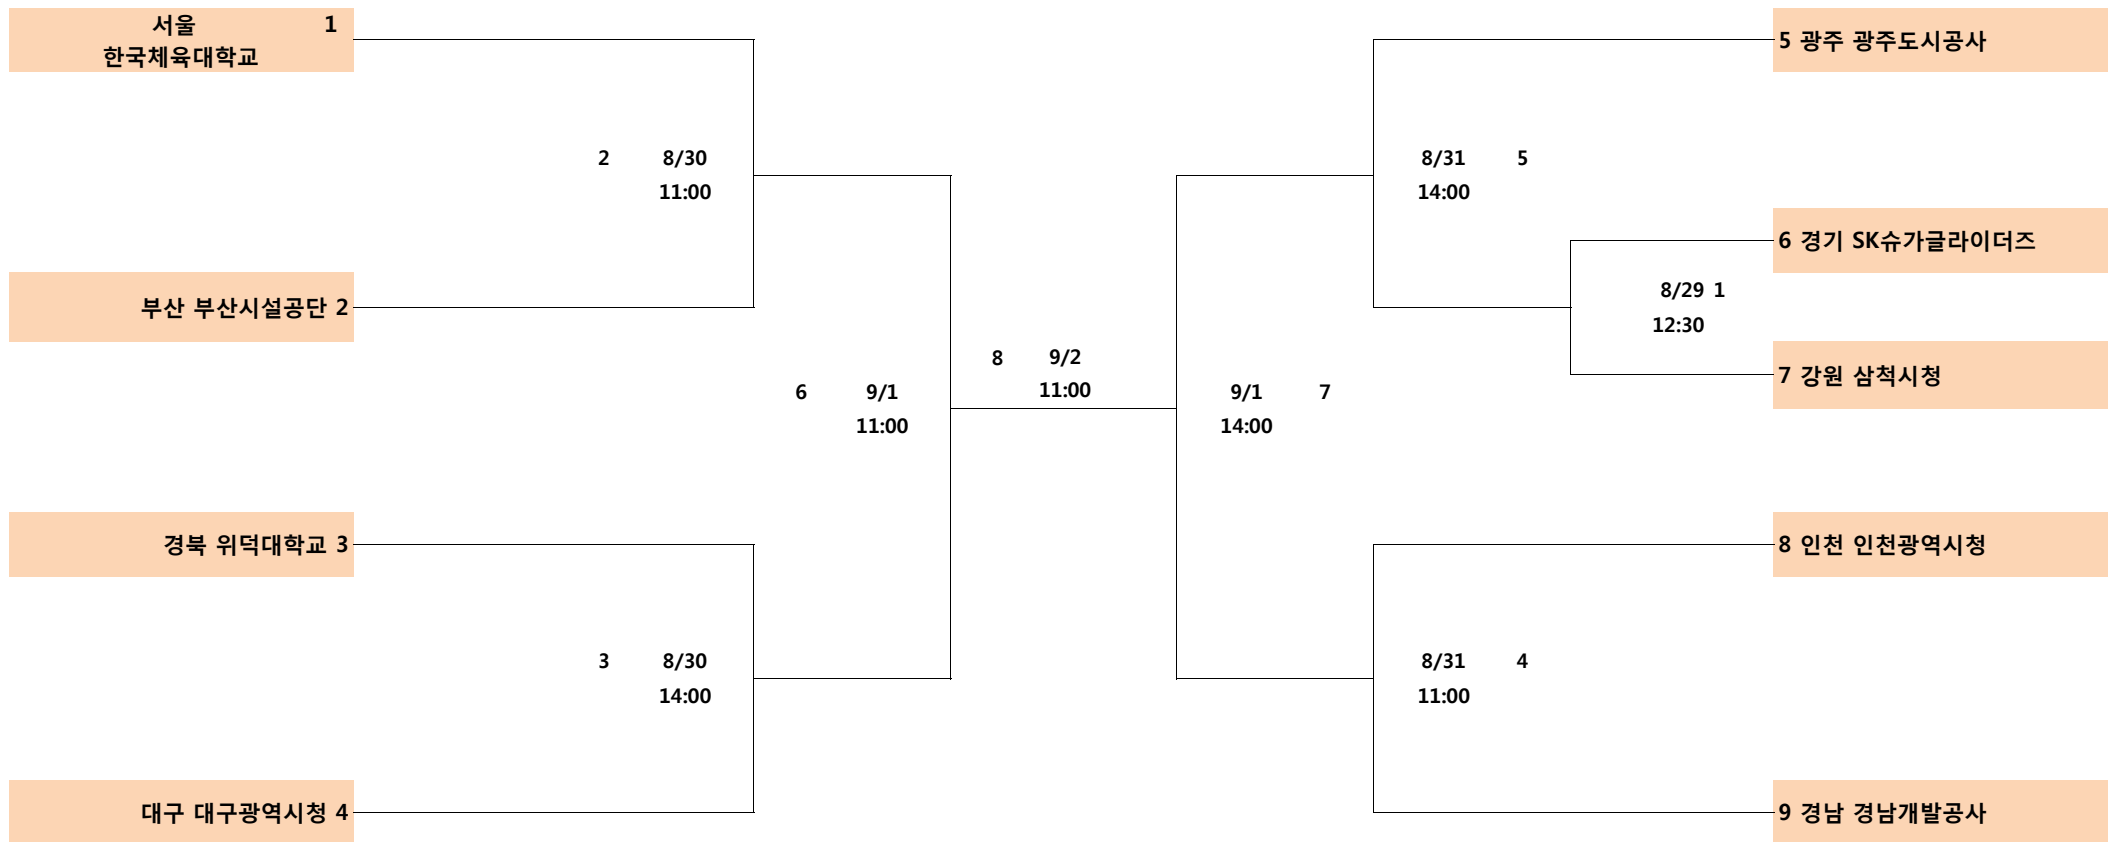 서울 1
한국체육대학교
5 광주 광주도시공사
2 8/30
11:00
8/31 5
14:00
6 경기 SK슈가글라이더즈
8/29 1
12:30
부산 부산시설공단 2
7 강원 삼척시청
8 9/2
11:00
6 9/1
11:00
9/1 7
14:00
경북 위덕대학교 3
8 인천 인천광역시청
3 8/30
14:00
8/31 4
11:00
대구 대구광역시청 4
9 경남 경남개발공사